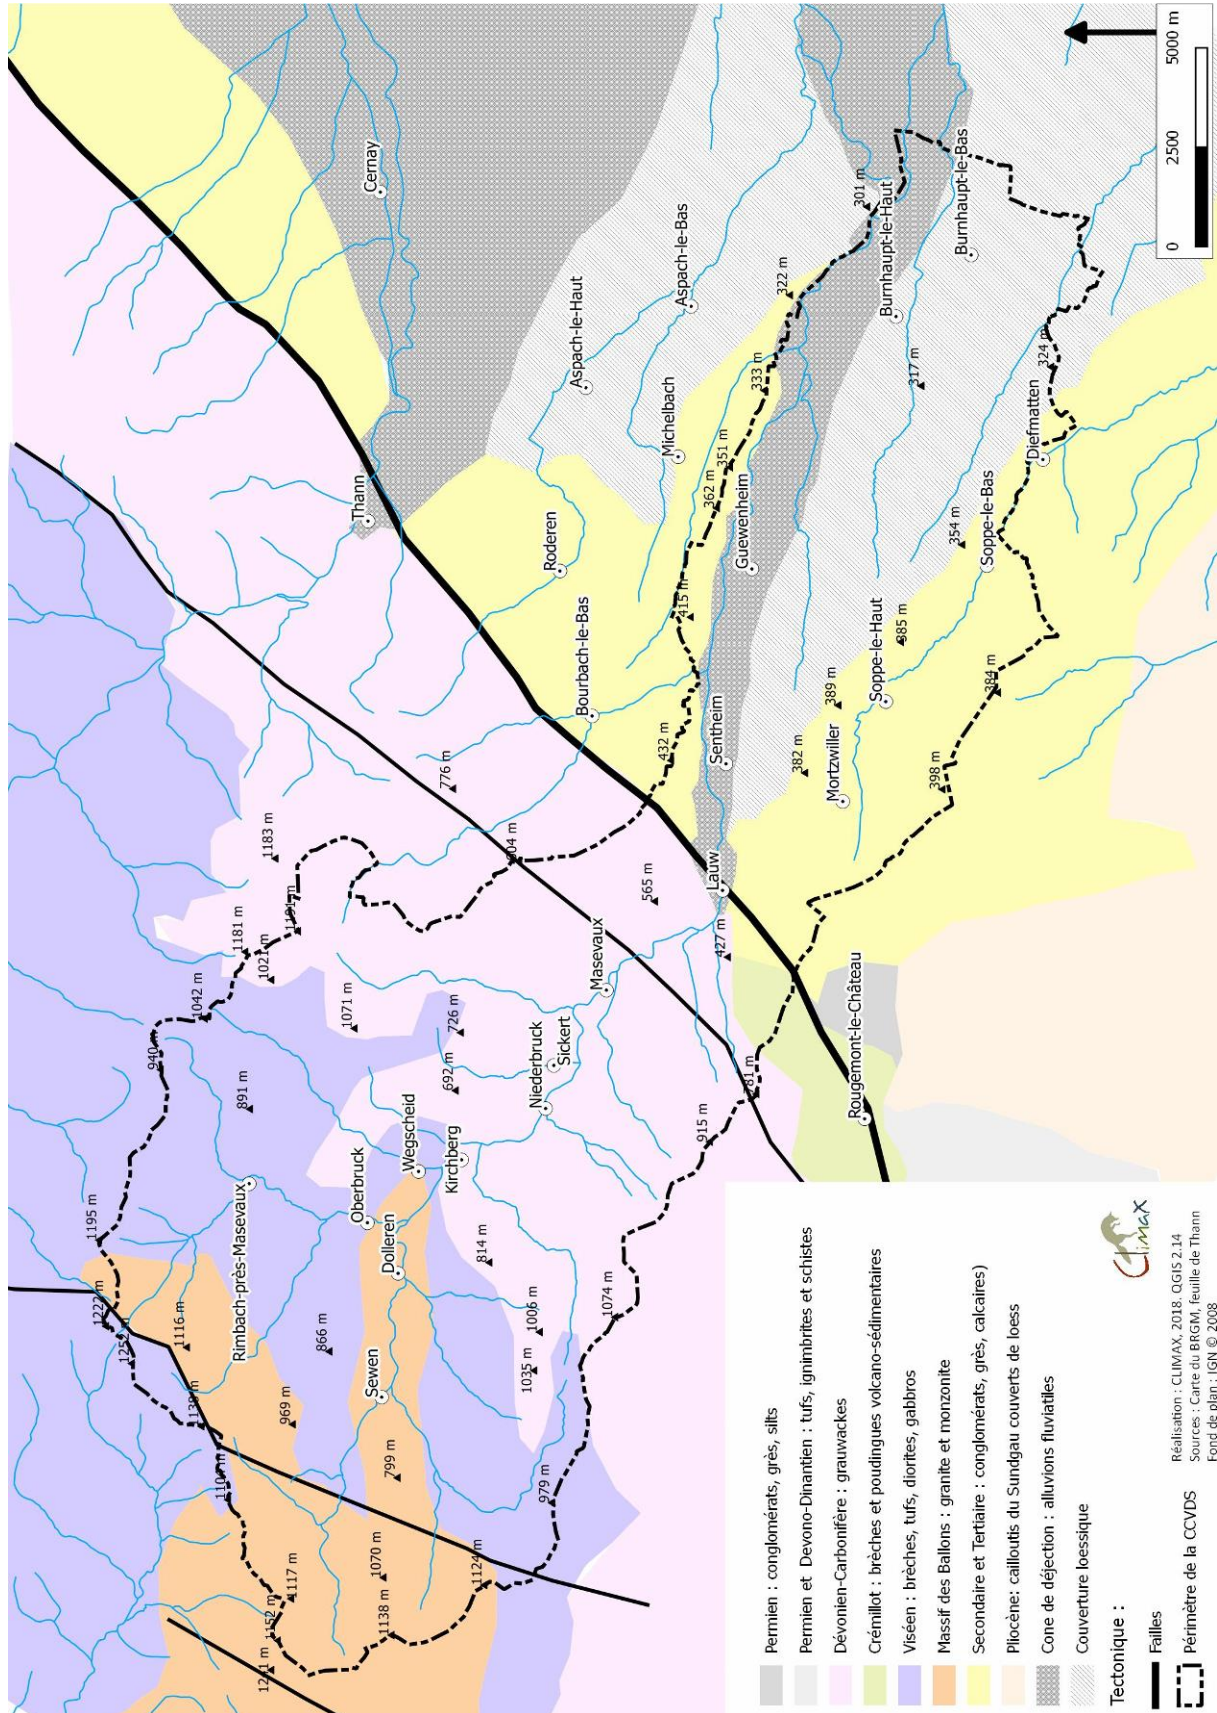 1222 m
1195 m
1252 m
940 m
1116 m
1139 m
1042 m
1107 m
Rimbach-près-Masevaux
891 m
1181 m
1241 m
1152 m
1117 m
969 m
1021 m
1191 m
1183 m
866 m
1071 m
Oberbruck
Thann
Cernay
1138 m
1070 m
799 m
Sewen
Dolleren
Wegscheid
Kirchberg
692 m
726 m
776 m
1124 m
814 m
979 m
1035 m
1006 m
Niederbruck
Sickert
Masevaux
Bourbach-le-Bas
Roderen
Aspach-le-Haut
1074 m
565 m
432 m
415 m
Michelbach
Aspach-le-Bas
915 m
427 m
Lauw
Sentheim
362 m
351 m
Guewenheim
333 m
322 m
382 m
Mortzwiller
389 m
301 m
Rougemont-le-Château
Soppe-le-Haut
385 m
317 m
Burnhaupt-le-Haut
398 m
384 m
354 m
Soppe-le-Bas
Burnhaupt-le-Bas
Diefmatten
324 m
Permien : conglomérats, grès, silts
Permien et Devono-Dinantien : tufs, ignimbrites et schistes
Dévonien-Carbonifère : grauwackes
Crémillot : brèches et poudingues volcano-sédimentaires
Viséen : brèches, tufs, diorites, gabbros
Massif des Ballons : granite et monzonite
Secondaire et Tertiaire : conglomérats, grès, calcaires)
Pliocène: cailloutis du Sundgau couverts de loess
Cone de déjection : alluvions fluviatiles
Couverture loessique
Tectonique :
Failles
Périmètre de la CCVDS
Climax
Réalisation : CLIMAX, 2018. QGIS 2.14
Sources : Carte du BRGM, feuille de Thann
Fond de plan : IGN © 2008
0 2500 5000 m